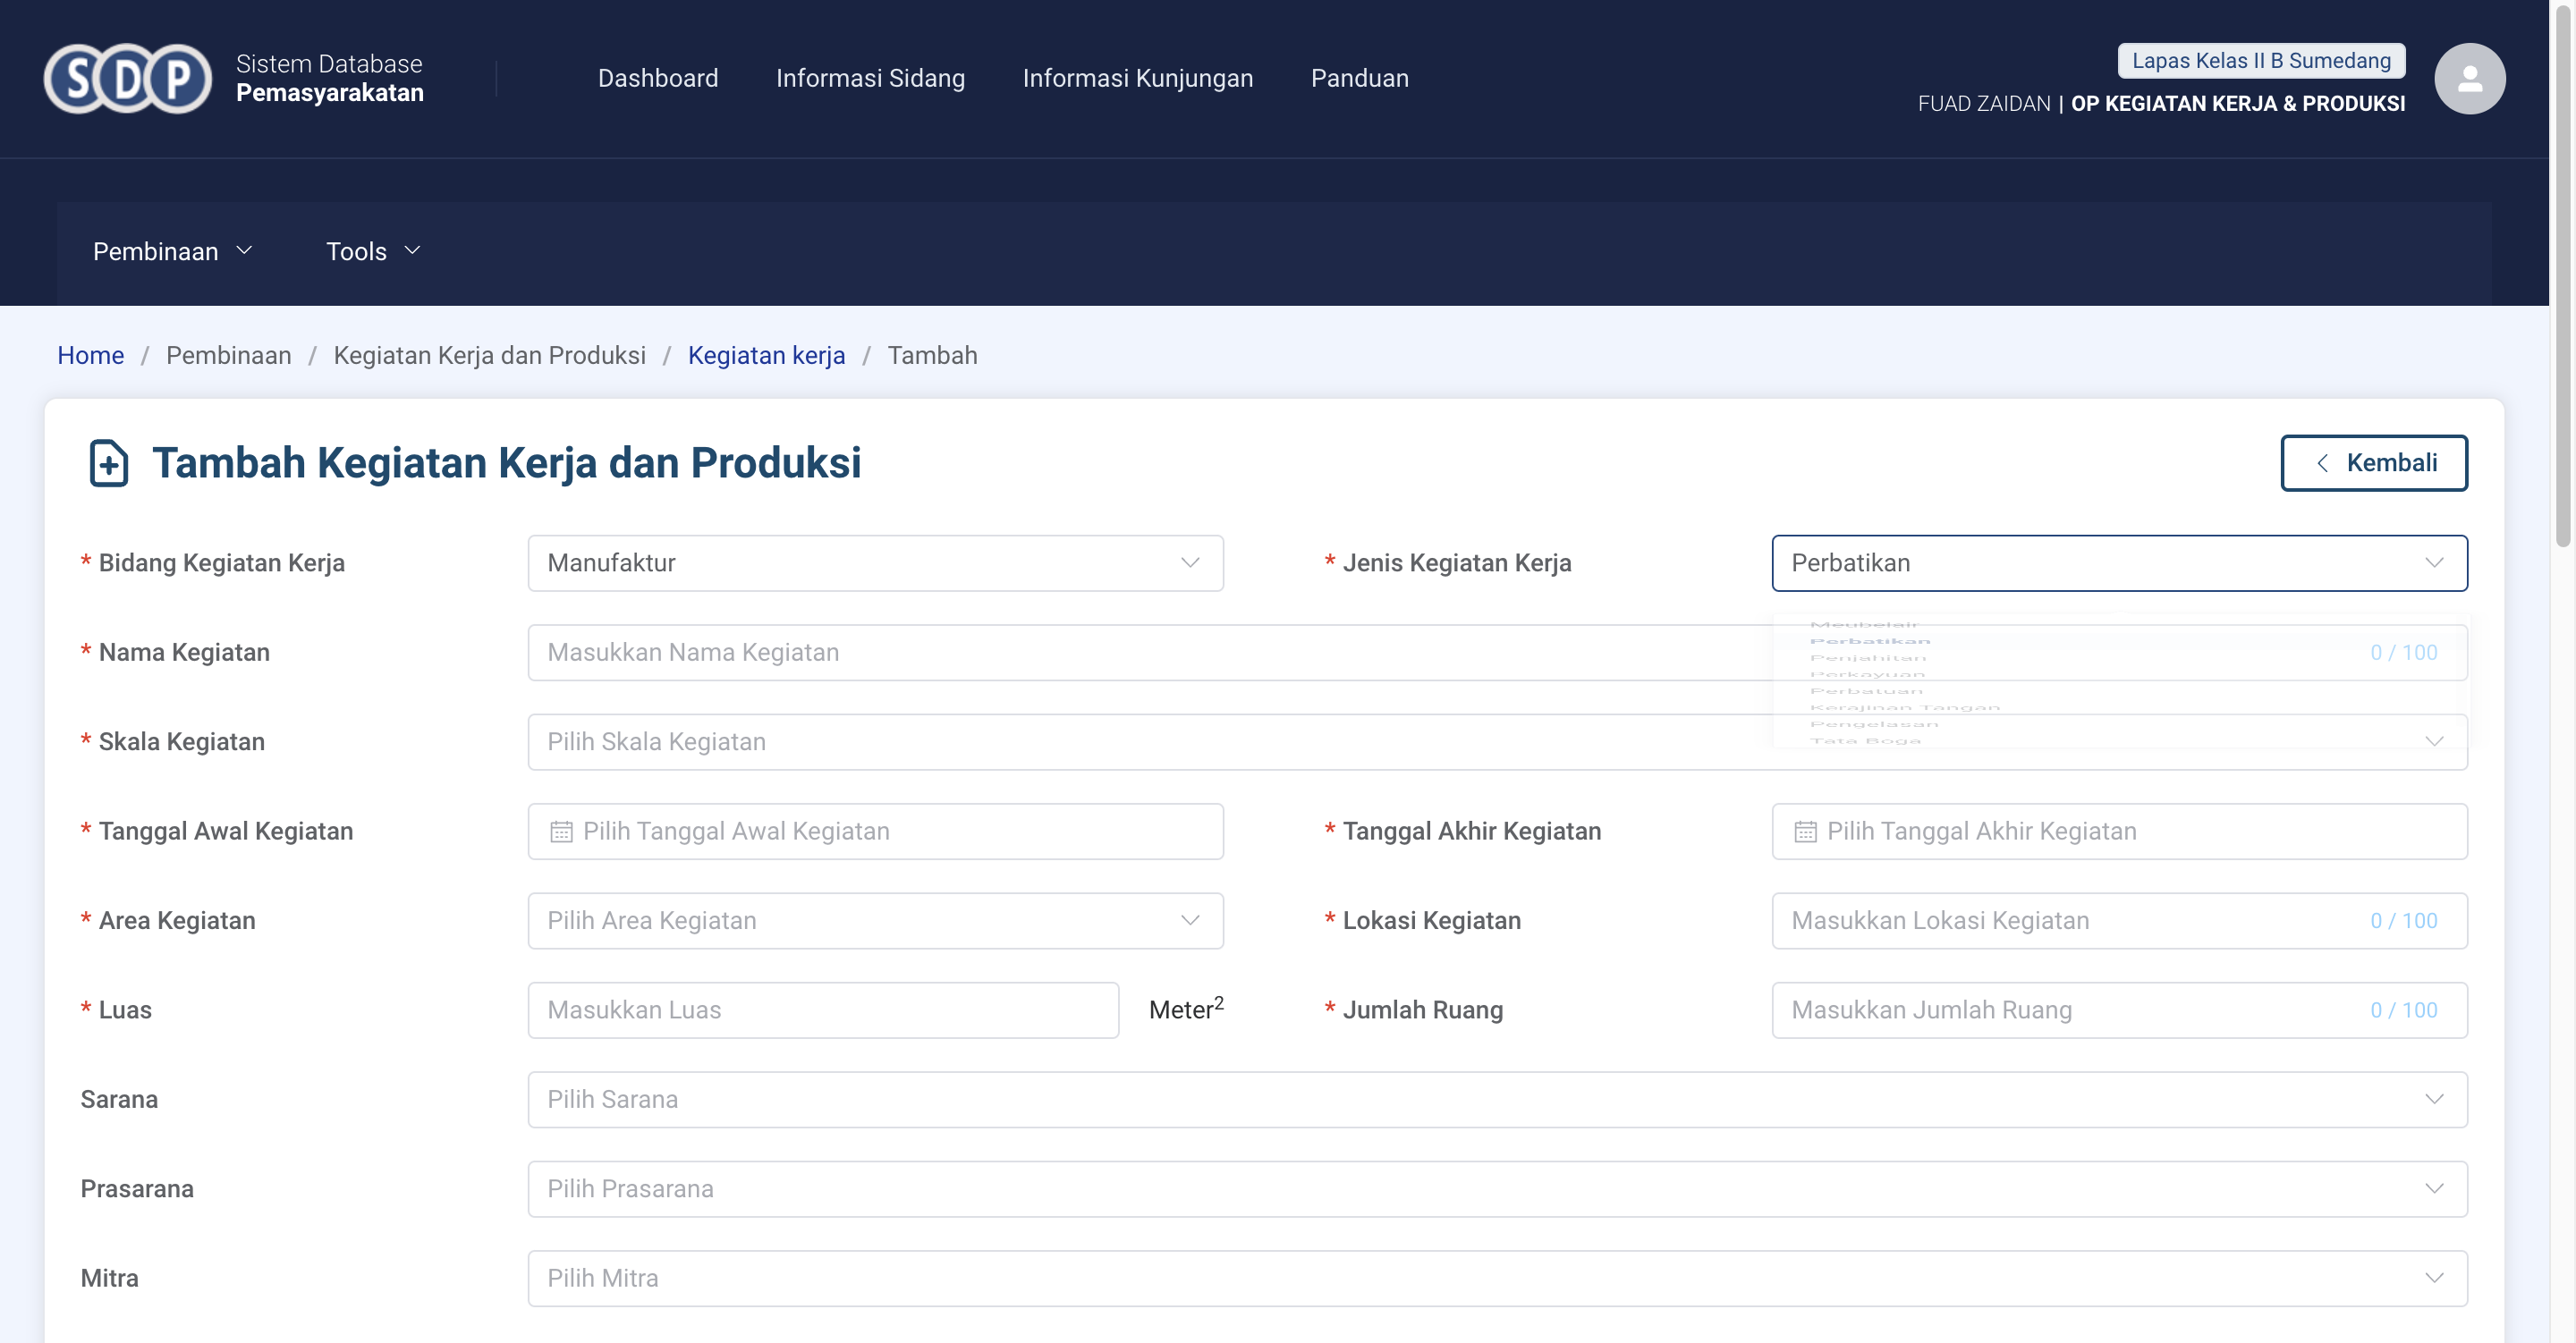 SDP
Sistem Database
Pemasyarakatan
Dashboard
Informasi Sidang
Informasi Kunjungan
Panduan
Lapas Kelas II B Sumedang
FUAD ZAIDAN | OP KEGIATAN KERJA & PRODUKSI
Pembinaan
Tools
Home / Pembinaan / Kegiatan Kerja dan Produksi / Kegiatan kerja / Tambah
Tambah Kegiatan Kerja dan Produksi
Kembali
* Bidang Kegiatan Kerja
Manufaktur
* Jenis Kegiatan Kerja
Perbatikan
Meubelair
Perbatikan
Penjahitan
Perkayuan
Perbatuan
Kerajinan Tangan
Pengelasan
Tata Boga
* Nama Kegiatan
Masukkan Nama Kegiatan
0 / 100
* Skala Kegiatan
Pilih Skala Kegiatan
* Tanggal Awal Kegiatan
Pilih Tanggal Awal Kegiatan
* Tanggal Akhir Kegiatan
Pilih Tanggal Akhir Kegiatan
* Area Kegiatan
Pilih Area Kegiatan
* Lokasi Kegiatan
Masukkan Lokasi Kegiatan
0 / 100
* Luas
Masukkan Luas
Meter²
* Jumlah Ruang
Masukkan Jumlah Ruang
0 / 100
Sarana
Pilih Sarana
Prasarana
Pilih Prasarana
Mitra
Pilih Mitra